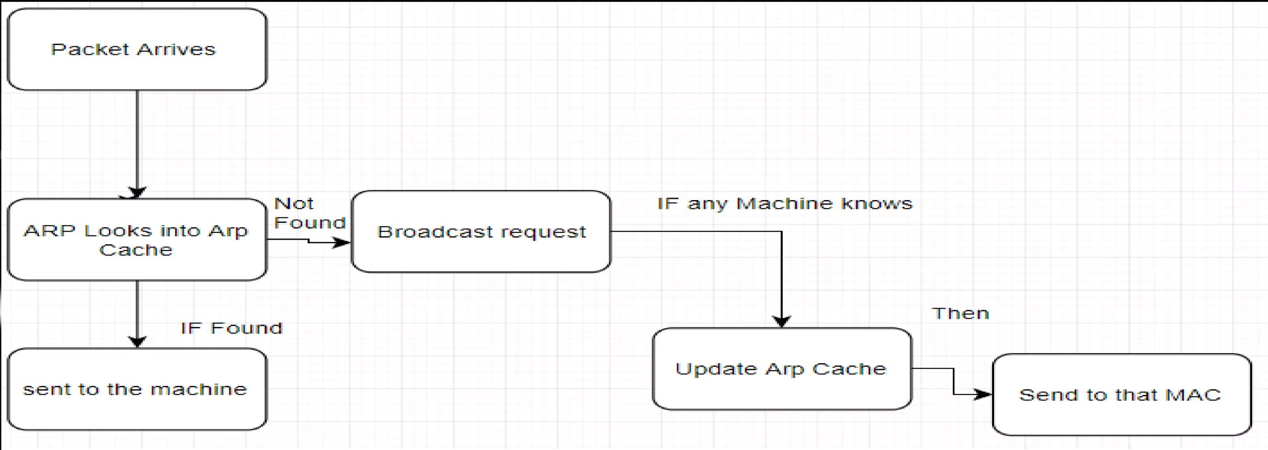 Packet Arrives
ARP Looks into Arp
Cache
Not
Found
Broadcast request
IF any Machine knows
IF Found
sent to the machine
Update Arp Cache
Then
Send to that MAC